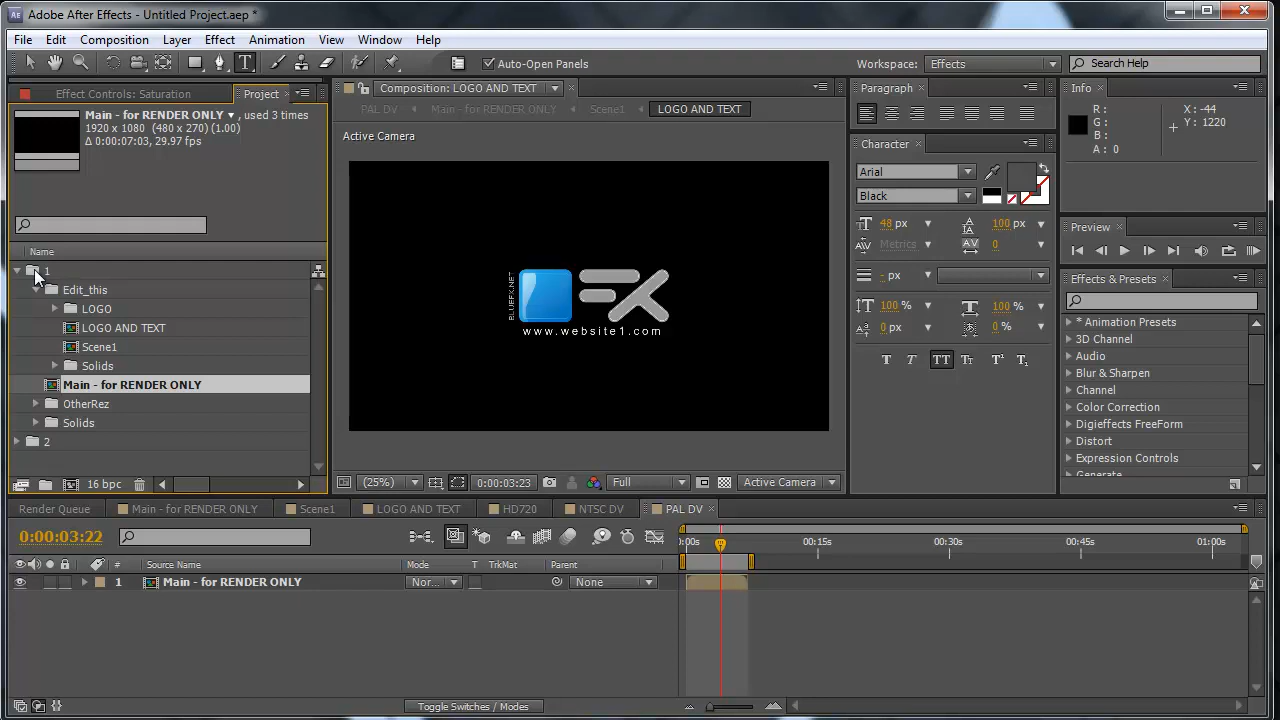 Adobe After Effects - Untitled Project.aep *
File Edit Composition Layer Effect Animation View Window Help
Auto-Open Panels
Workspace: Effects
Search Help
Effect Controls: Saturation
Project
Main - for RENDER ONLY ▼, used 3 times
1920 x 1080 (480 x 270) (1.00)
Δ 0:00:07:03, 29.97 fps
Name
1
Edit_this
LOGO
LOGO AND TEXT
Scene1
Solids
Main - for RENDER ONLY
OtherRez
Solids
2
16 bpc
Composition: LOGO AND TEXT
PAL DV Main - for RENDER ONLY Scene1 LOGO AND TEXT
Active Camera
BLUEFX.NET
FX
www.website1.com
(25%) 0:00:03:23 Full Active Camera
Paragraph
Character
Arial
Black
48 px 100 px
Metrics 0
- px
100 % 100 %
0 px 0 %
T T TT Tr T¹ T₁
Info
R:
G:
B:
A: 0
X: -44
Y: 1220
Preview
Effects & Presets
* Animation Presets
3D Channel
Audio
Blur & Sharpen
Channel
Color Correction
Digieffects FreeForm
Distort
Expression Controls
Generate
Render Queue Main - for RENDER ONLY Scene1 LOGO AND TEXT HD720 NTSC DV PAL DV
0:00:03:22
0:00s 00:15s 00:30s 00:45s 01:00s
# Source Name Mode T TrkMat Parent
1 Main - for RENDER ONLY Nor... None
Toggle Switches / Modes